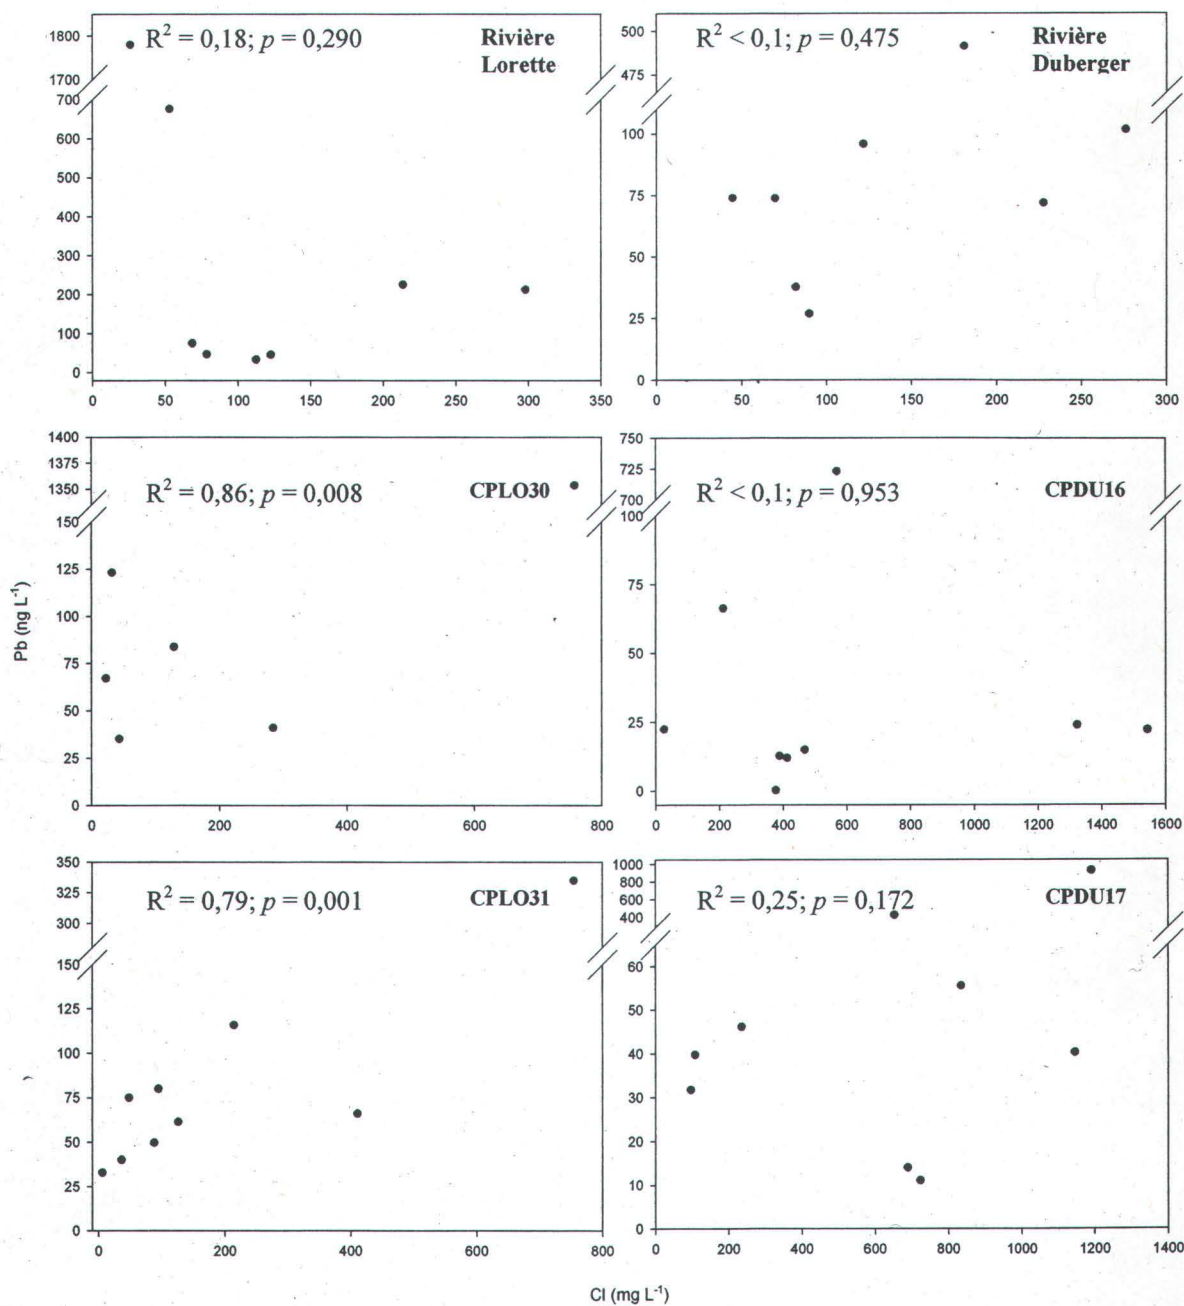 R² = 0,18; p = 0,290
Rivière
Lorette
1800
1700
700
600
500
400
300
200
100
0
0 50 100 150 200 250 300 350
R² < 0,1; p = 0,475
Rivière
Duberger
500
475
100
75
50
25
0
0 50 100 150 200 250 300
R² = 0,86; p = 0,008
CPLO30
1400
1375
1350
150
125
100
75
50
25
0
0 200 400 600 800
R² < 0,1; p = 0,953
CPDU16
750
725
700
100
75
50
25
0
0 200 400 600 800 1000 1200 1400 1600
R² = 0,79; p = 0,001
CPLO31
350
325
300
150
125
100
75
50
25
0
0 200 400 600 800
R² = 0,25; p = 0,172
CPDU17
1000
800
600
400
60
50
40
30
20
10
0
0 200 400 600 800 1000 1200 1400
Pb (ng L⁻¹)
Cl (mg L⁻¹)